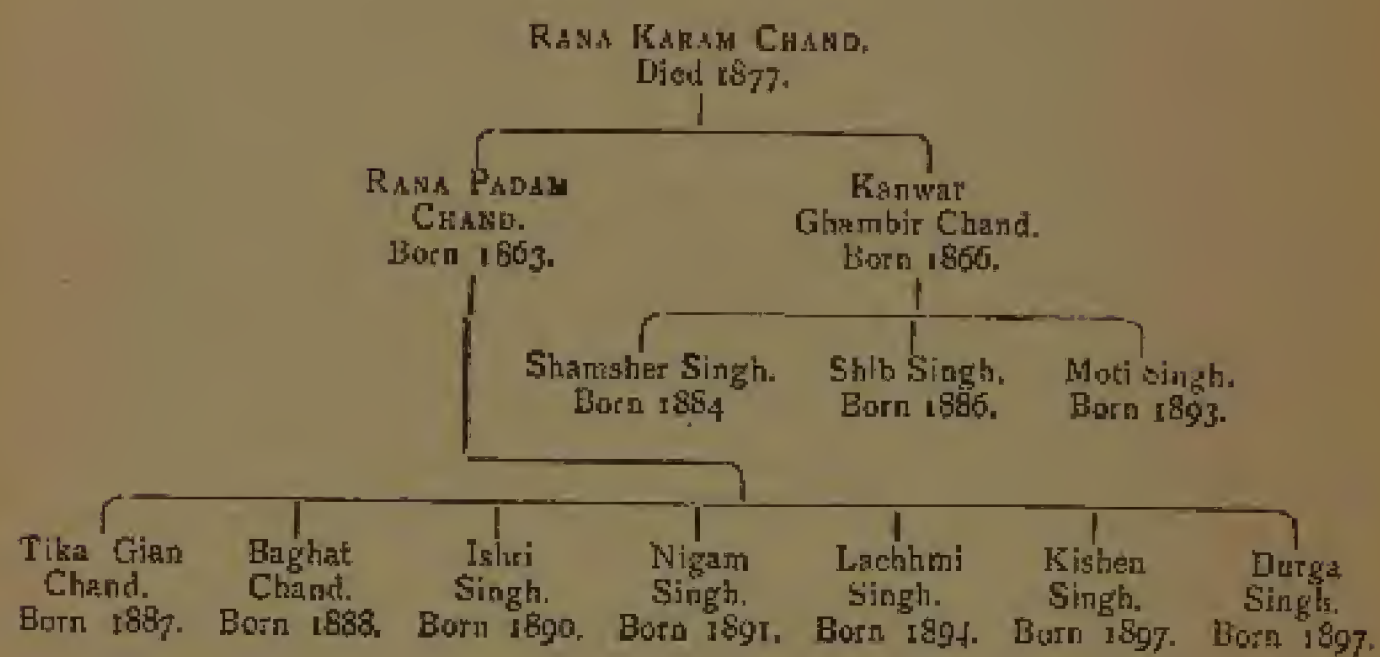 RANA KARAM CHAND.
Died 1877.
RANA PADAM
CHAND.
Born 1863.
Kanwar
Ghambir Chand.
Born 1866.
Shamsher Singh.
Born 1884
Shib Singh.
Born 1886.
Moti Singh.
Born 1893.
Tika Gian
Chand.
Born 1887.
Baghat
Chand.
Born 1888.
Ishri
Singh.
Born 1890.
Nigam
Singh.
Born 1891.
Lachhmi
Singh.
Born 1894.
Kishen
Singh.
Born 1897.
Durga
Singh.
Born 1897.